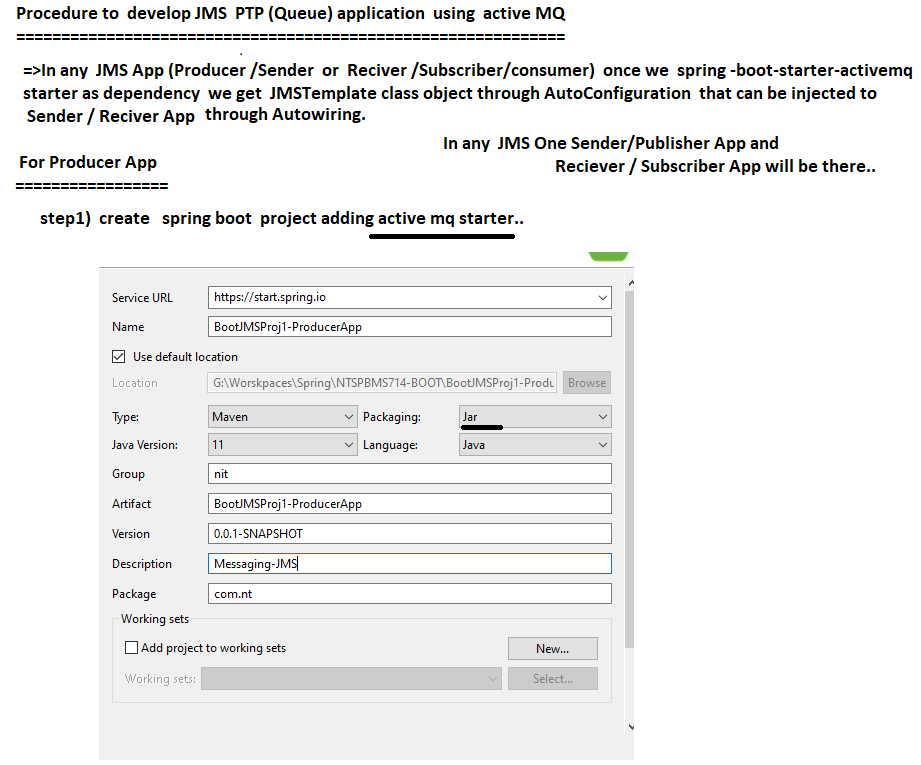 Procedure to develop JMS PTP (Queue) application using active MQ
=============================================================
=>In any JMS App (Producer /Sender or Reciver /Subscriber/consumer) once we spring -boot-starter-activemq
starter as dependency we get JMSTemplate class object through AutoConfiguration that can be injected to
Sender / Reciver App through Autowiring.
In any JMS One Sender/Publisher App and
Reciever / Subscriber App will be there..
For Producer App
=================
step1) create spring boot project adding active mq starter..
Service URL https://start.spring.io
Name BootJMSProj1-ProducerApp
Use default location
Location G:\Worskpaces\Spring\NTSPBMS714-BOOT\BootJMSProj1-Produ Browse
Type: Maven Packaging: Jar
Java Version: 11 Language: Java
Group nit
Artifact BootJMSProj1-ProducerApp
Version 0.0.1-SNAPSHOT
Description Messaging-JMS
Package com.nt
Working sets
Add project to working sets New...
Working sets: Select...